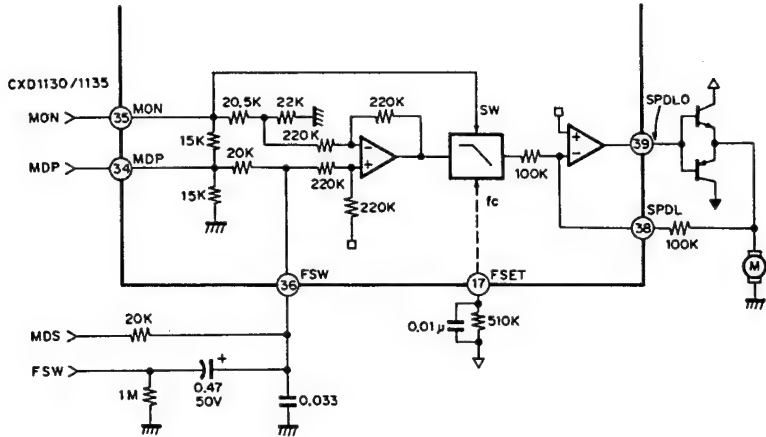 CXD1130/1135
MON
35
MON
20.5K
22K
220K
SW
SPDLO
39
15K
220K
-
+
MDP
34
MDP
20K
15K
220K
220K
100K
+
-
fc
SPDL
38
100K
M
36
FSW
17
FSET
MDS
20K
0.01μ
510K
FSW
+
1M
0.47
50V
0.033